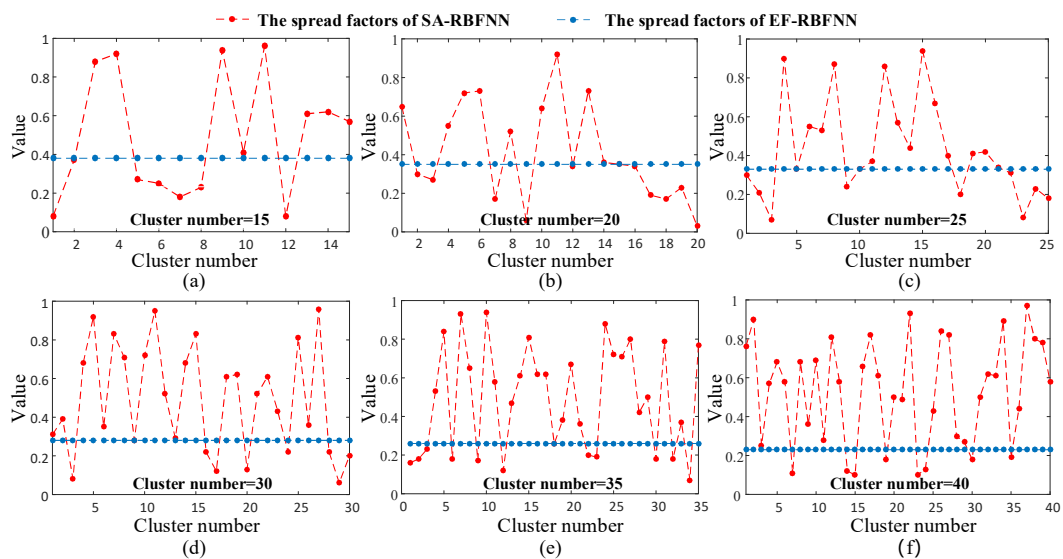 The spread factors of SA-RBFNN The spread factors of EF-RBFNN
1
0.8
0.6
0.4
0.2
0
Value
2 4 6 8 10 12 14
Cluster number=15
Cluster number
(a)
1
0.8
0.6
0.4
0.2
0
Value
2 4 6 8 10 12 14 16 18 20
Cluster number=20
Cluster number
(b)
1
0.8
0.6
0.4
0.2
0
Value
5 10 15 20 25
Cluster number=25
Cluster number
(c)
1
0.8
0.6
0.4
0.2
0
Value
5 10 15 20 25 30
Cluster number=30
Cluster number
(d)
1
0.8
0.6
0.4
0.2
0
Value
0 5 10 15 20 25 30 35
Cluster number=35
Cluster number
(e)
1
0.8
0.6
0.4
0.2
0
Value
5 10 15 20 25 30 35 40
Cluster number=40
Cluster number
(f)